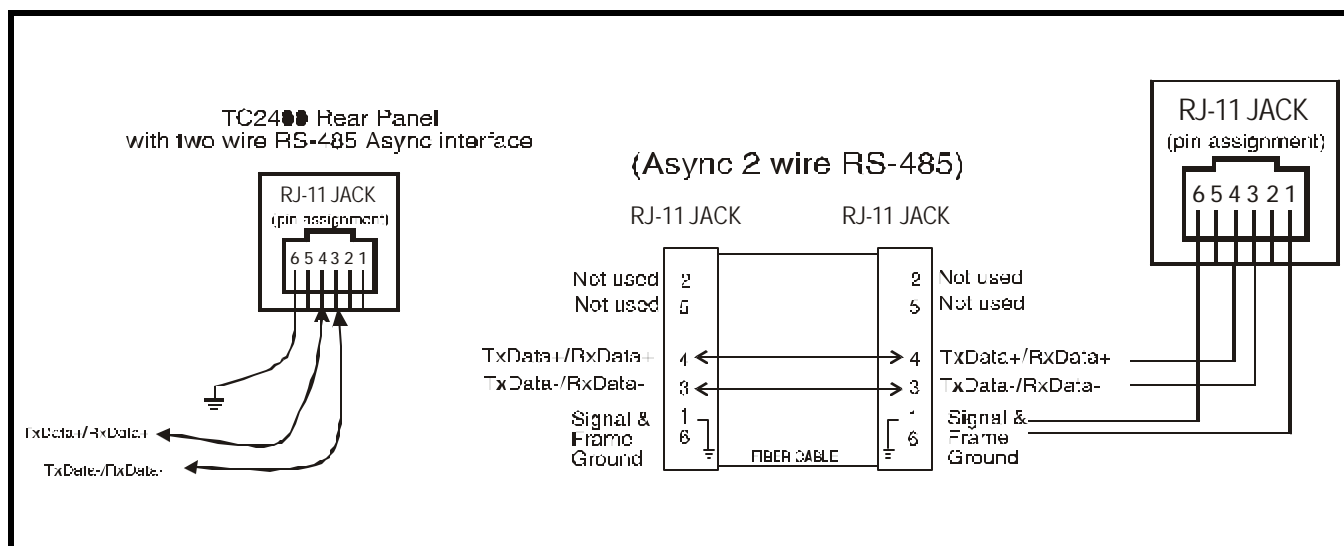 Rear Panel
with two wire RS-485 Async interface
RJ-11 JACK
(pin assignment)
6 5 4 3 2 1
TxData+/RxData+
TxData-/RxData-
(Async 2 wire RS-485)
RJ-11 JACK
RJ-11 JACK
Not used 2
Not used 5
TxData+/RxData+ 4
TxData-/RxData- 3
Signal & 1
Frame 6
Ground
FIBER CABLE
2 Not used
5 Not used
4 TxData+/RxData+
3 TxData-/RxData-
Signal &
6 Frame
Ground
RJ-11 JACK
(pin assignment)
6 5 4 3 2 1